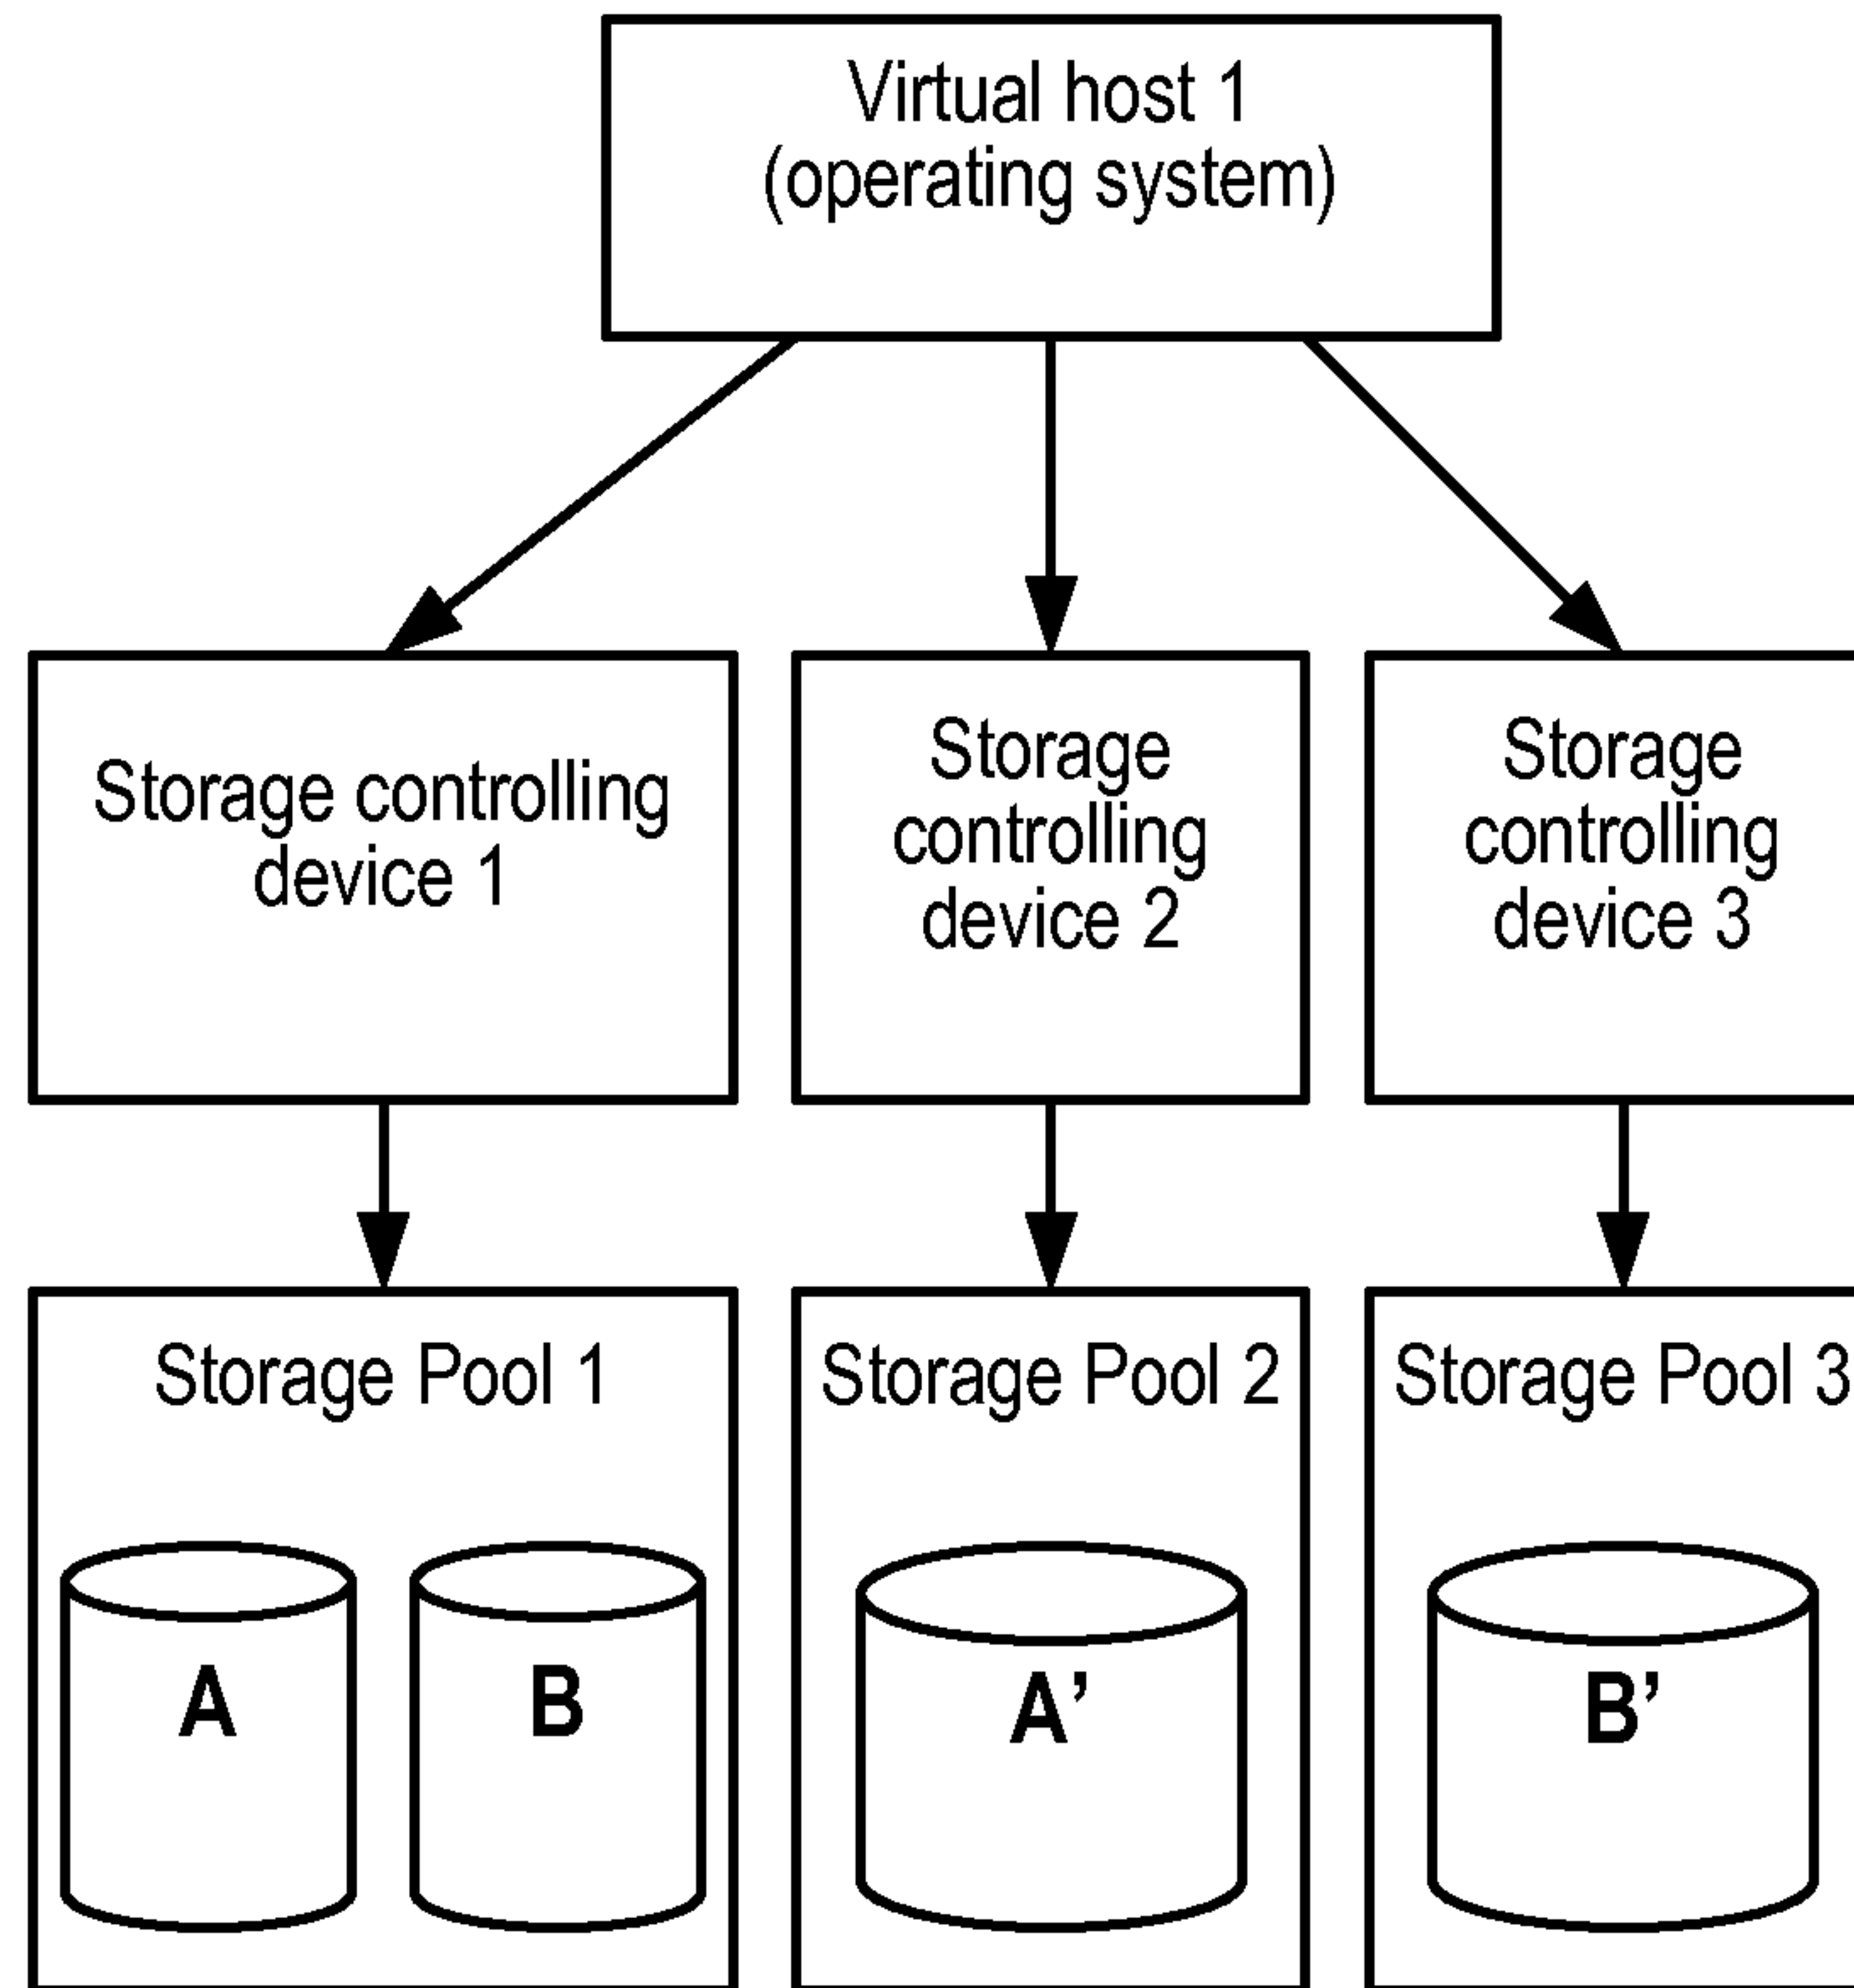 Virtual host 1
(operating system)
Storage controlling
device 1
Storage
controlling
device 2
Storage
controlling
device 3
Storage Pool 1
Storage Pool 2
Storage Pool 3
A
B
A’
B’